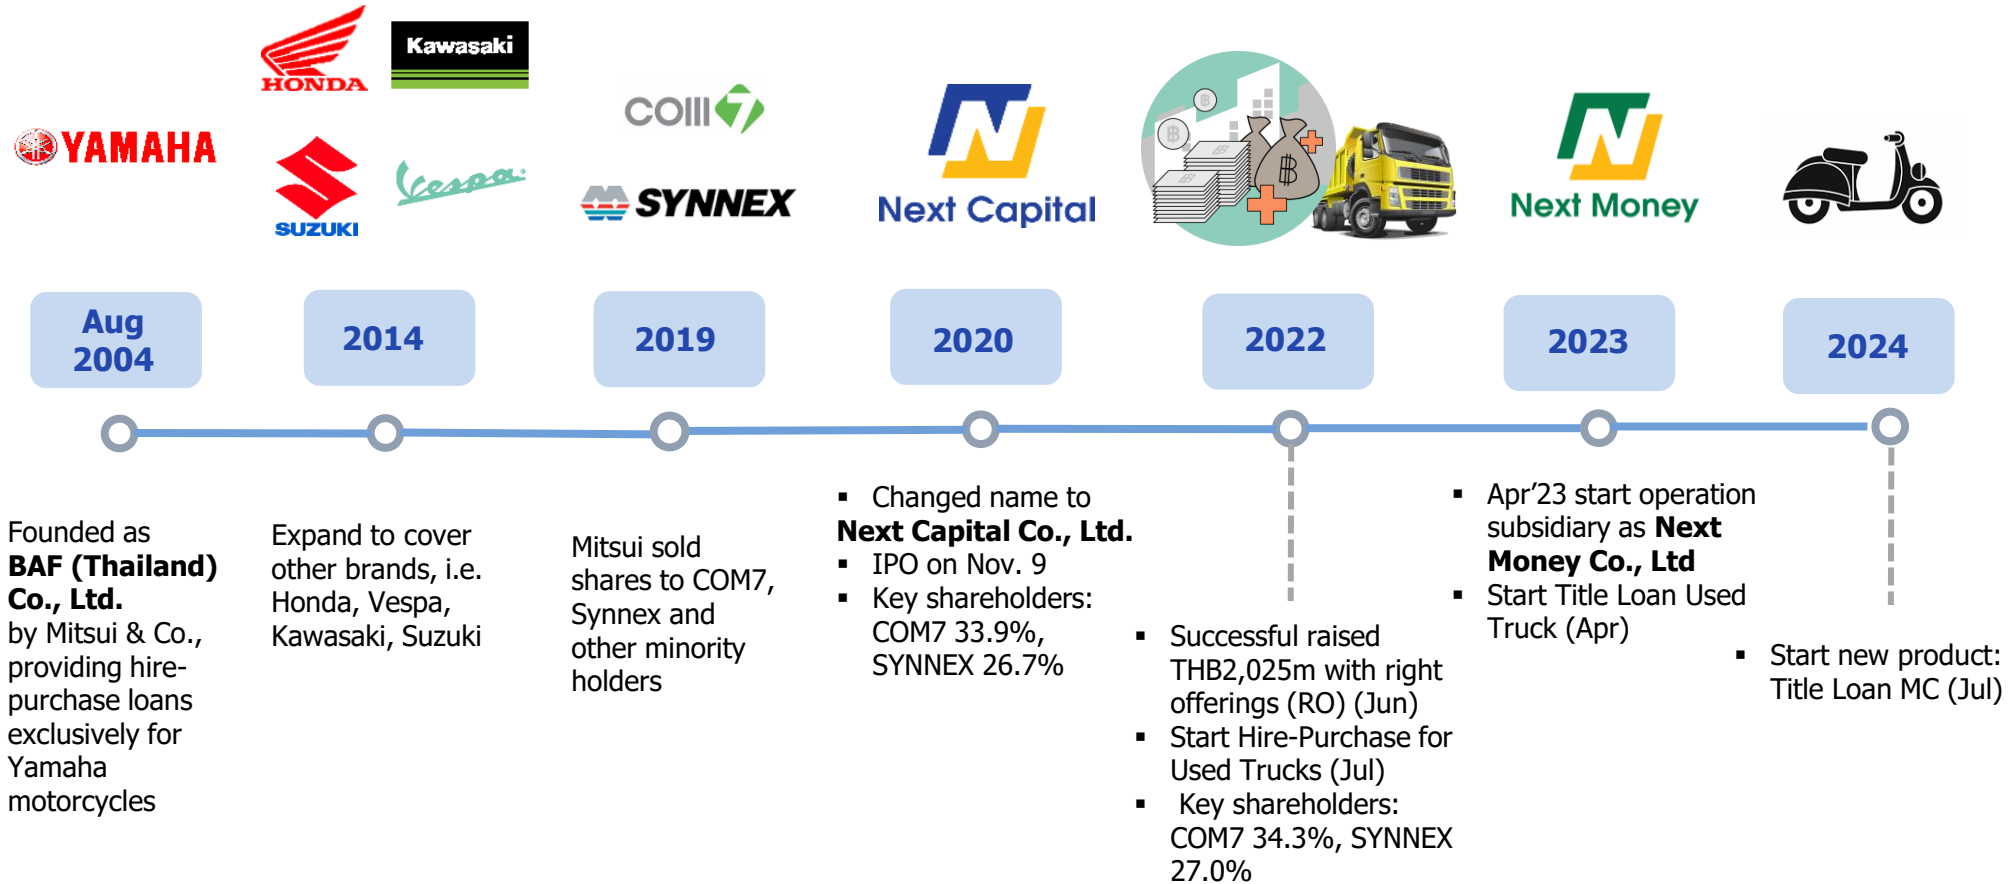 YAMAHA
HONDA
Kawasaki
SUZUKI
Vespa
COM7
SYNNEX
Next Capital
Next Money
Aug
2004
2014
2019
2020
2022
2023
2024
Founded as
BAF (Thailand)
Co., Ltd.
by Mitsui & Co.,
providing hire-
purchase loans
exclusively for
Yamaha
motorcycles
Expand to cover
other brands, i.e.
Honda, Vespa,
Kawasaki, Suzuki
Mitsui sold
shares to COM7,
Synnex and
other minority
holders
▪ Changed name to
Next Capital Co., Ltd.
▪ IPO on Nov. 9
▪ Key shareholders:
COM7 33.9%,
SYNNEX 26.7%
▪ Successful raised
THB2,025m with right
offerings (RO) (Jun)
▪ Start Hire-Purchase for
Used Trucks (Jul)
▪ Key shareholders:
COM7 34.3%, SYNNEX
27.0%
▪ Apr’23 start operation
subsidiary as Next
Money Co., Ltd
▪ Start Title Loan Used
Truck (Apr)
▪ Start new product:
Title Loan MC (Jul)